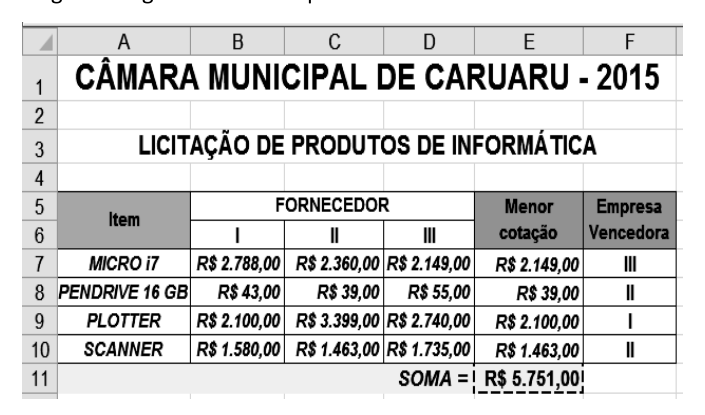 A B C D E F
1 CÂMARA MUNICIPAL DE CARUARU - 2015
2
3 LICITAÇÃO DE PRODUTOS DE INFORMÁTICA
4
5 Item FORNECEDOR Menor cotação Empresa Vencedora
6 I II III
7 MICRO i7 R$ 2.788,00 R$ 2.360,00 R$ 2.149,00 R$ 2.149,00 III
8 PENDRIVE 16 GB R$ 43,00 R$ 39,00 R$ 55,00 R$ 39,00 II
9 PLOTTER R$ 2.100,00 R$ 3.399,00 R$ 2.740,00 R$ 2.100,00 I
10 SCANNER R$ 1.580,00 R$ 1.463,00 R$ 1.735,00 R$ 1.463,00 II
11 SOMA = R$ 5.751,00